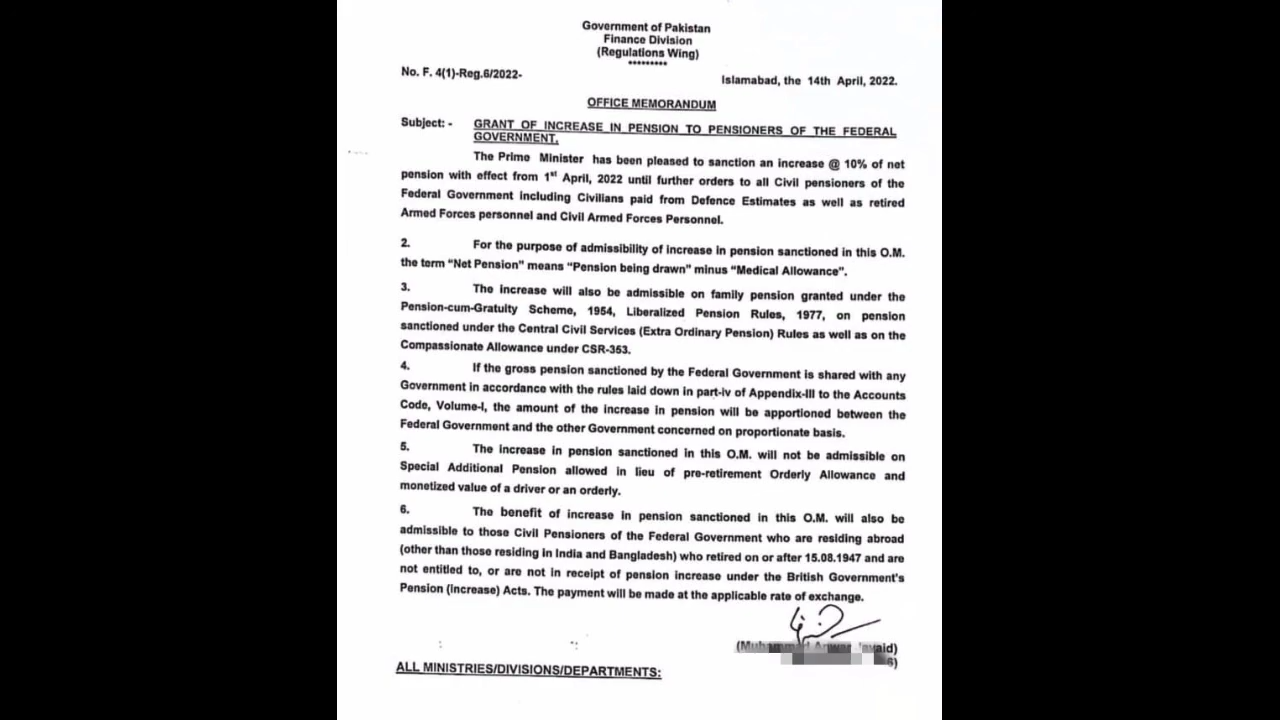 Government of Pakistan
Finance Division
(Regulations Wing)
*********
No. F. 4(1)-Reg.6/2022-
Islamabad, the 14th April, 2022.
OFFICE MEMORANDUM
Subject: - GRANT OF INCREASE IN PENSION TO PENSIONERS OF THE FEDERAL
GOVERNMENT.
The Prime Minister has been pleased to sanction an increase @ 10% of net
pension with effect from 1st April, 2022 until further orders to all Civil pensioners of the
Federal Government including Civilians paid from Defence Estimates as well as retired
Armed Forces personnel and Civil Armed Forces Personnel.
2. For the purpose of admissibility of increase in pension sanctioned in this O.M.
the term “Net Pension” means “Pension being drawn” minus “Medical Allowance”.
3. The increase will also be admissible on family pension granted under the
Pension-cum-Gratuity Scheme, 1954, Liberalized Pension Rules, 1977, on pension
sanctioned under the Central Civil Services (Extra Ordinary Pension) Rules as well as on the
Compassionate Allowance under CSR-353.
4. If the gross pension sanctioned by the Federal Government is shared with any
Government in accordance with the rules laid down in part-iv of Appendix-III to the Accounts
Code, Volume-I, the amount of the increase in pension will be apportioned between the
Federal Government and the other Government concerned on proportionate basis.
5. The increase in pension sanctioned in this O.M. will not be admissible on
Special Additional Pension allowed in lieu of pre-retirement Orderly Allowance and
monetized value of a driver or an orderly.
6. The benefit of increase in pension sanctioned in this O.M. will also be
admissible to those Civil Pensioners of the Federal Government who are residing abroad
(other than those residing in India and Bangladesh) who retired on or after 15.08.1947 and are
not entitled to, or are not in receipt of pension increase under the British Government's
Pension (Increase) Acts. The payment will be made at the applicable rate of exchange.
ALL MINISTRIES/DIVISIONS/DEPARTMENTS: